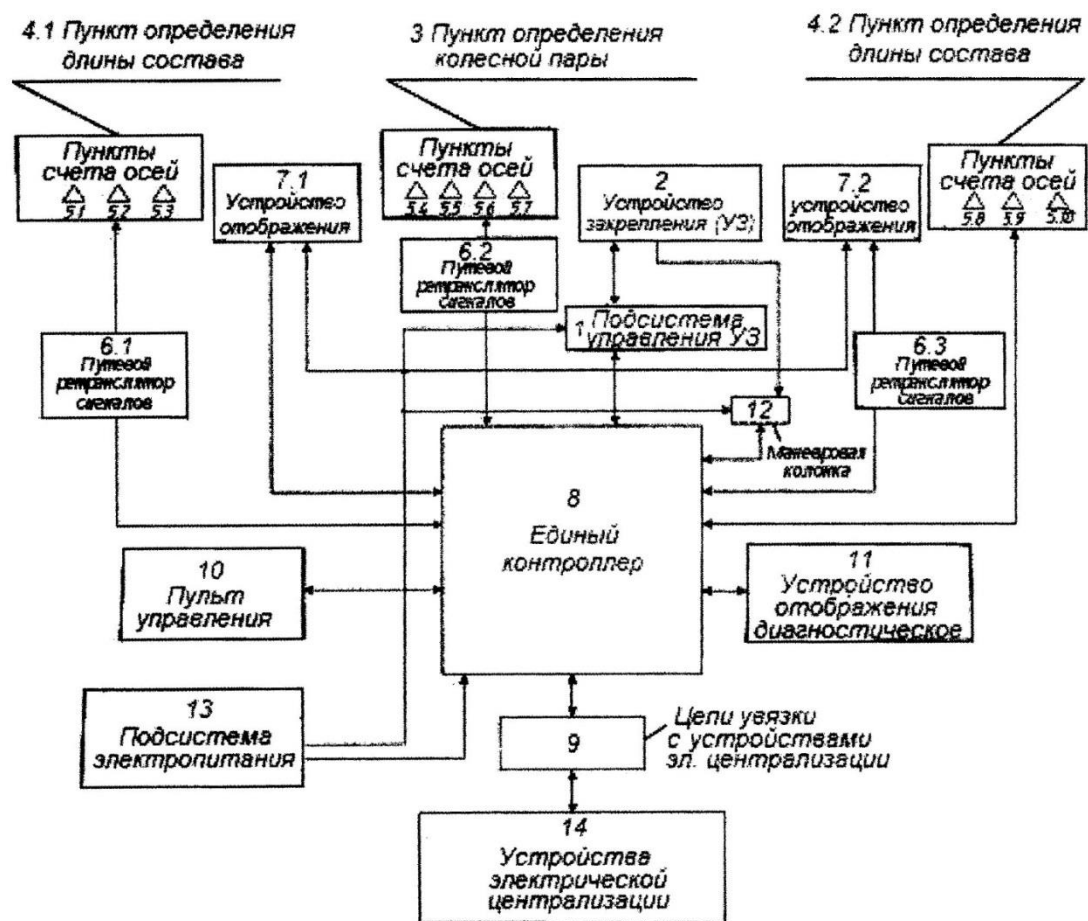 4.1 Пункт определения
длины состава
3 Пункт определения
колесной пары
4.2 Пункт определения
длины состава
Пункты
счета осей
5.1 5.2 5.3
7.1
Устройство
отображения
Пункты
счета осей
5.4 5.5 5.6 5.7
2
Устройство
закрепления (УЗ)
7.2
устройство
отображения
Пункты
счета осей
5.8 5.9 5.10
6.2
Путевой
ретранслятор
сигналов
1 Подсистема
управления УЗ
6.1
Путевой
ретранслятор
сигналов
6.3
Путевой
ретранслятор
сигналов
12
Маневровая
колонка
8
Единый
контроллер
10
Пульт
управления
11
Устройство
отображения
диагностическое
13
Подсистема
электропитания
9
Цепи увязки
с устройствами
эл. централизации
14
Устройства
электрической
централизации